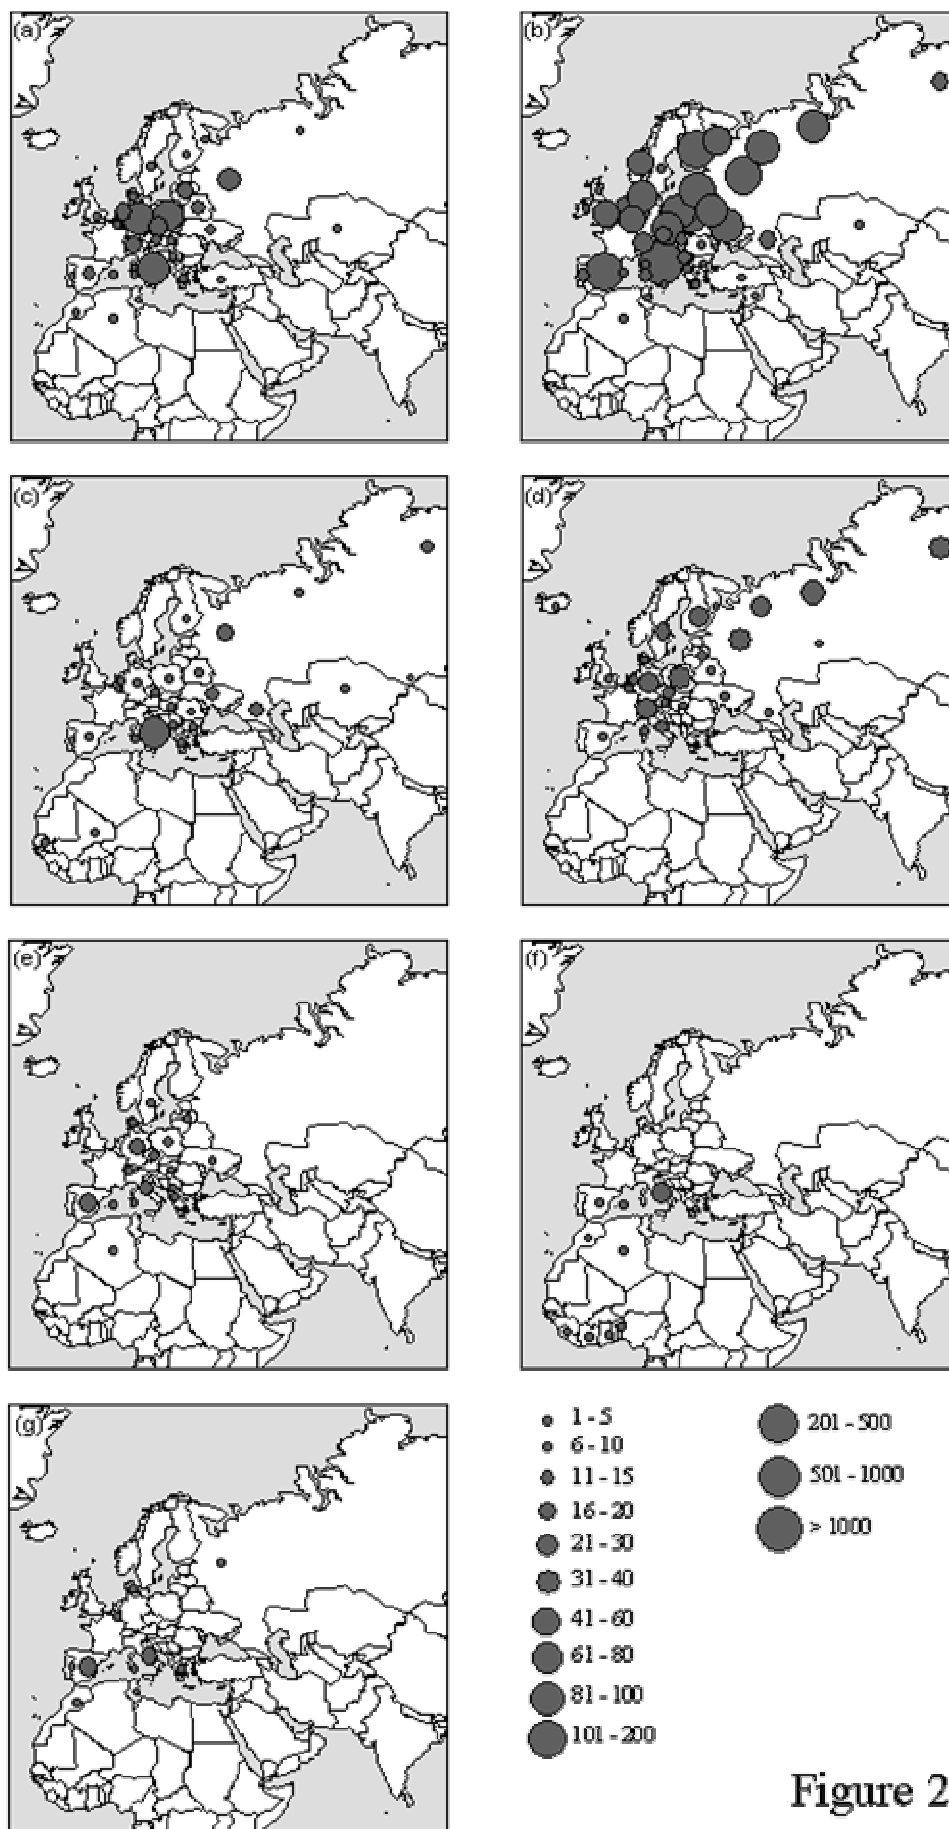 (a)
(b)
(c)
(d)
(e)
(f)
(g)
1 - 5
6 - 10
11 - 15
16 - 20
21 - 30
31 - 40
41 - 60
61 - 80
81 - 100
101 - 200
201 - 500
501 - 1000
> 1000
Figure 2